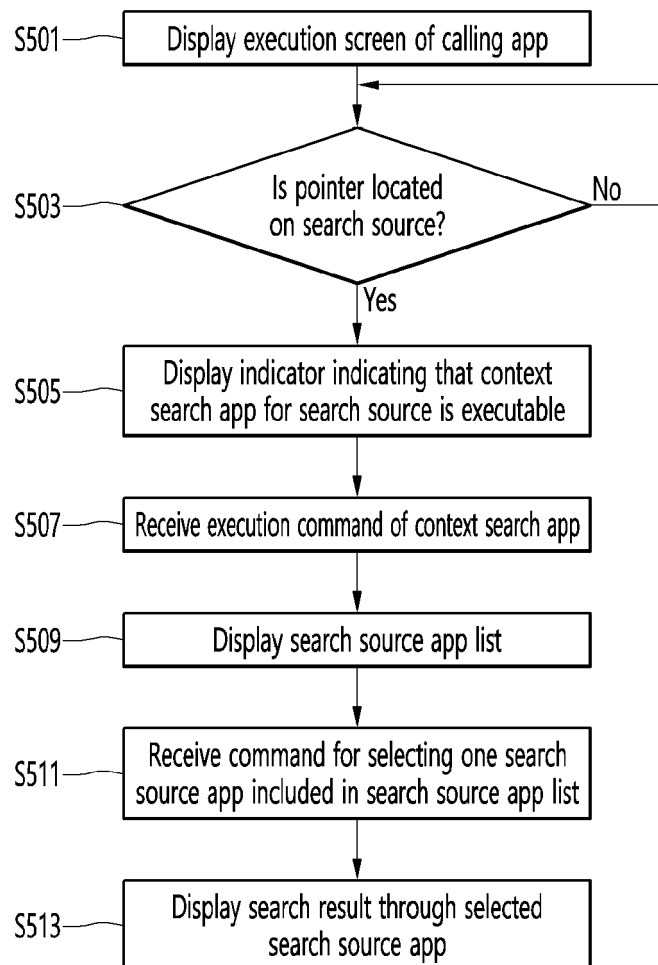 S501
Display execution screen of calling app
S503
Is pointer located
on search source?
No
Yes
S505
Display indicator indicating that context
search app for search source is executable
S507
Receive execution command of context search app
S509
Display search source app list
S511
Receive command for selecting one search
source app included in search source app list
S513
Display search result through selected
search source app